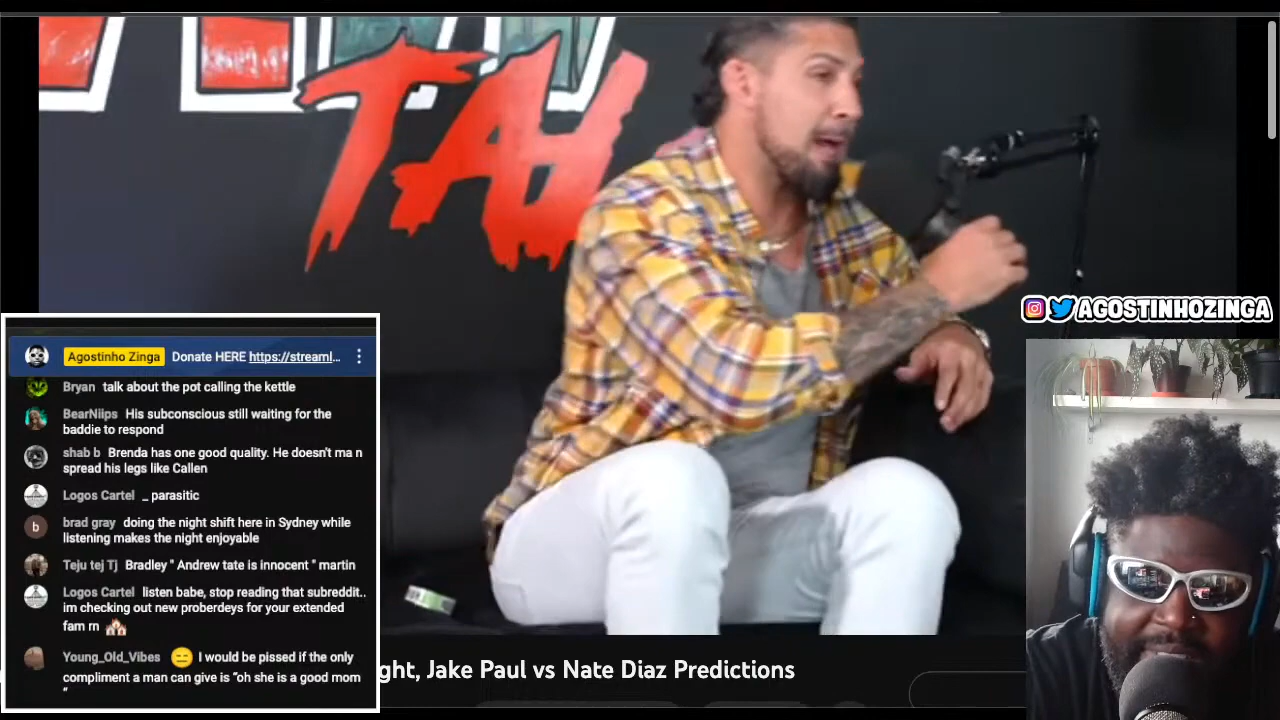 TAL
AGOSTINHOZINGA
Agostinho Zinga Donate HERE https://streaml...
Bryan talk about the pot calling the kettle
BearNiips His subconscious still waiting for the
baddie to respond
shab b Brenda has one good quality. He doesn't ma n
spread his legs like Callen
Logos Cartel _ parasitic
b
brad gray doing the night shift here in Sydney while
listening makes the night enjoyable
Teju tej Tj Bradley " Andrew tate is innocent " martin
Logos Cartel listen babe, stop reading that subreddit..
im checking out new proberdeys for your extended
fam rn
Young_Old_Vibes 😑 I would be pissed if the only
compliment a man can give is "oh she is a good mom
"
ght, Jake Paul vs Nate Diaz Predictions